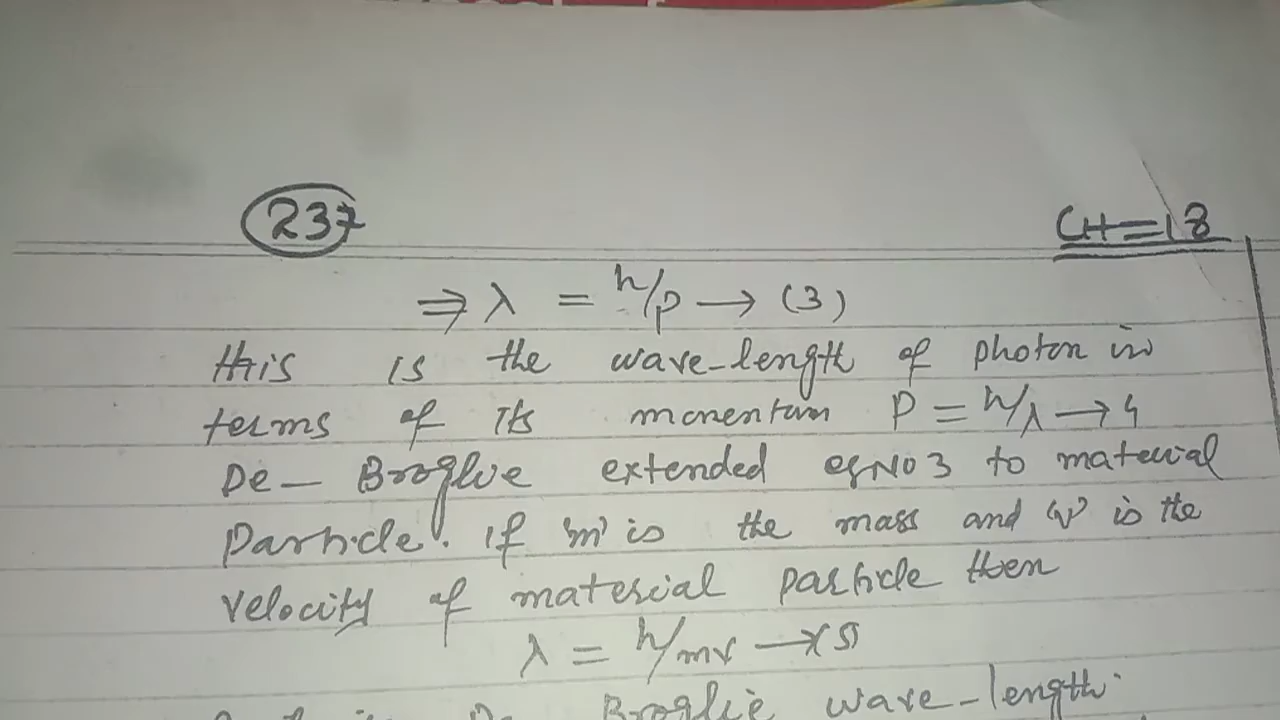 237
CH=18
⇒ λ = h/p → (3)
this is the wave-length of photon in
terms of its momentum P = h/λ → 4
De- Broglie extended eqNO3 to material
Particle. if 'm' is the mass and 'v' is the
velocity of material particle then
λ = h/mv → (5)
Broglie wave-length